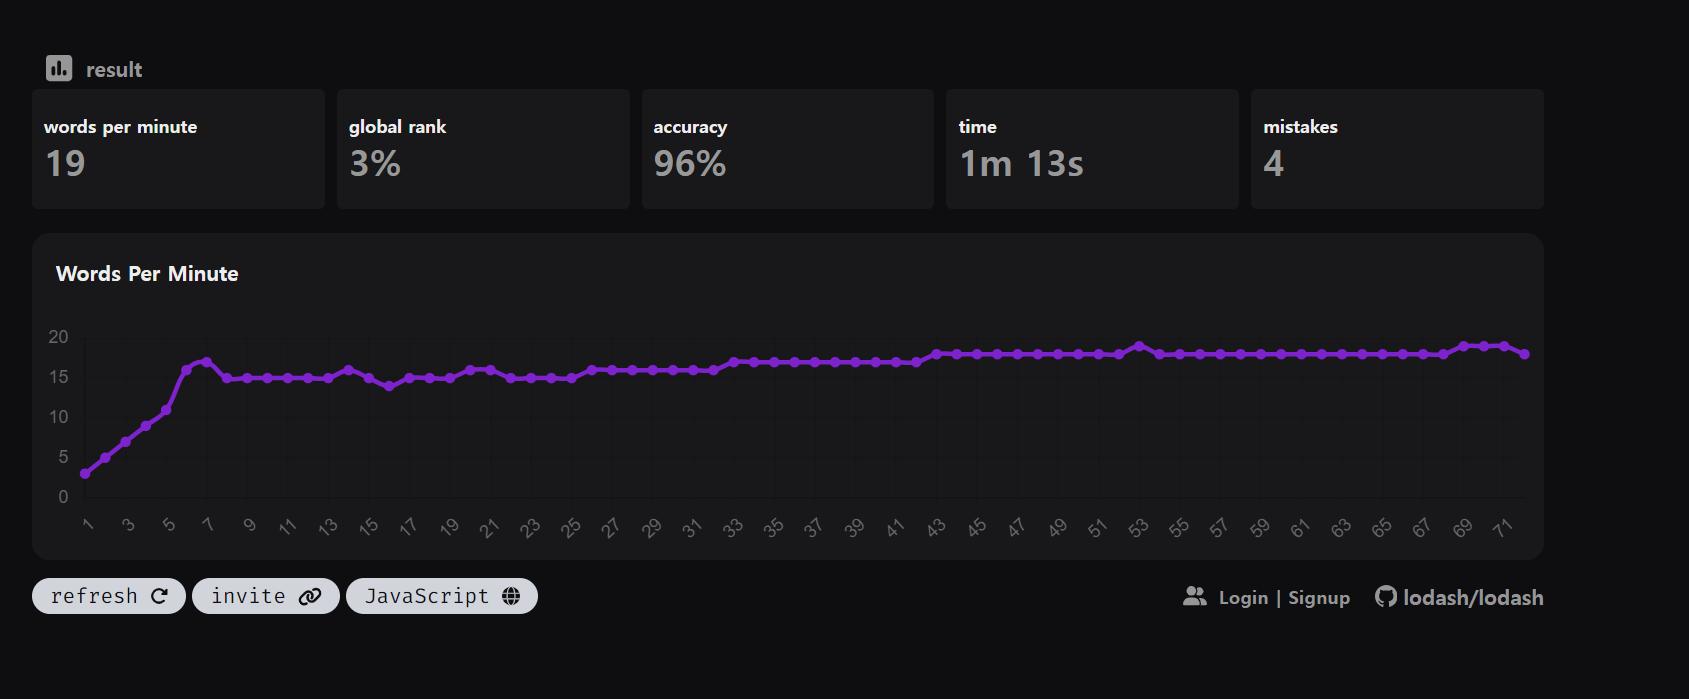 result
words per minute
19
global rank
3%
accuracy
96%
time
1m 13s
mistakes
4
Words Per Minute
20
15
10
5
0
1 3 5 7 9 11 13 15 17 19 21 23 25 27 29 31 33 35 37 39 41 43 45 47 49 51 53 55 57 59 61 63 65 67 69 71
refresh
invite
JavaScript
Login | Signup
lodash/lodash